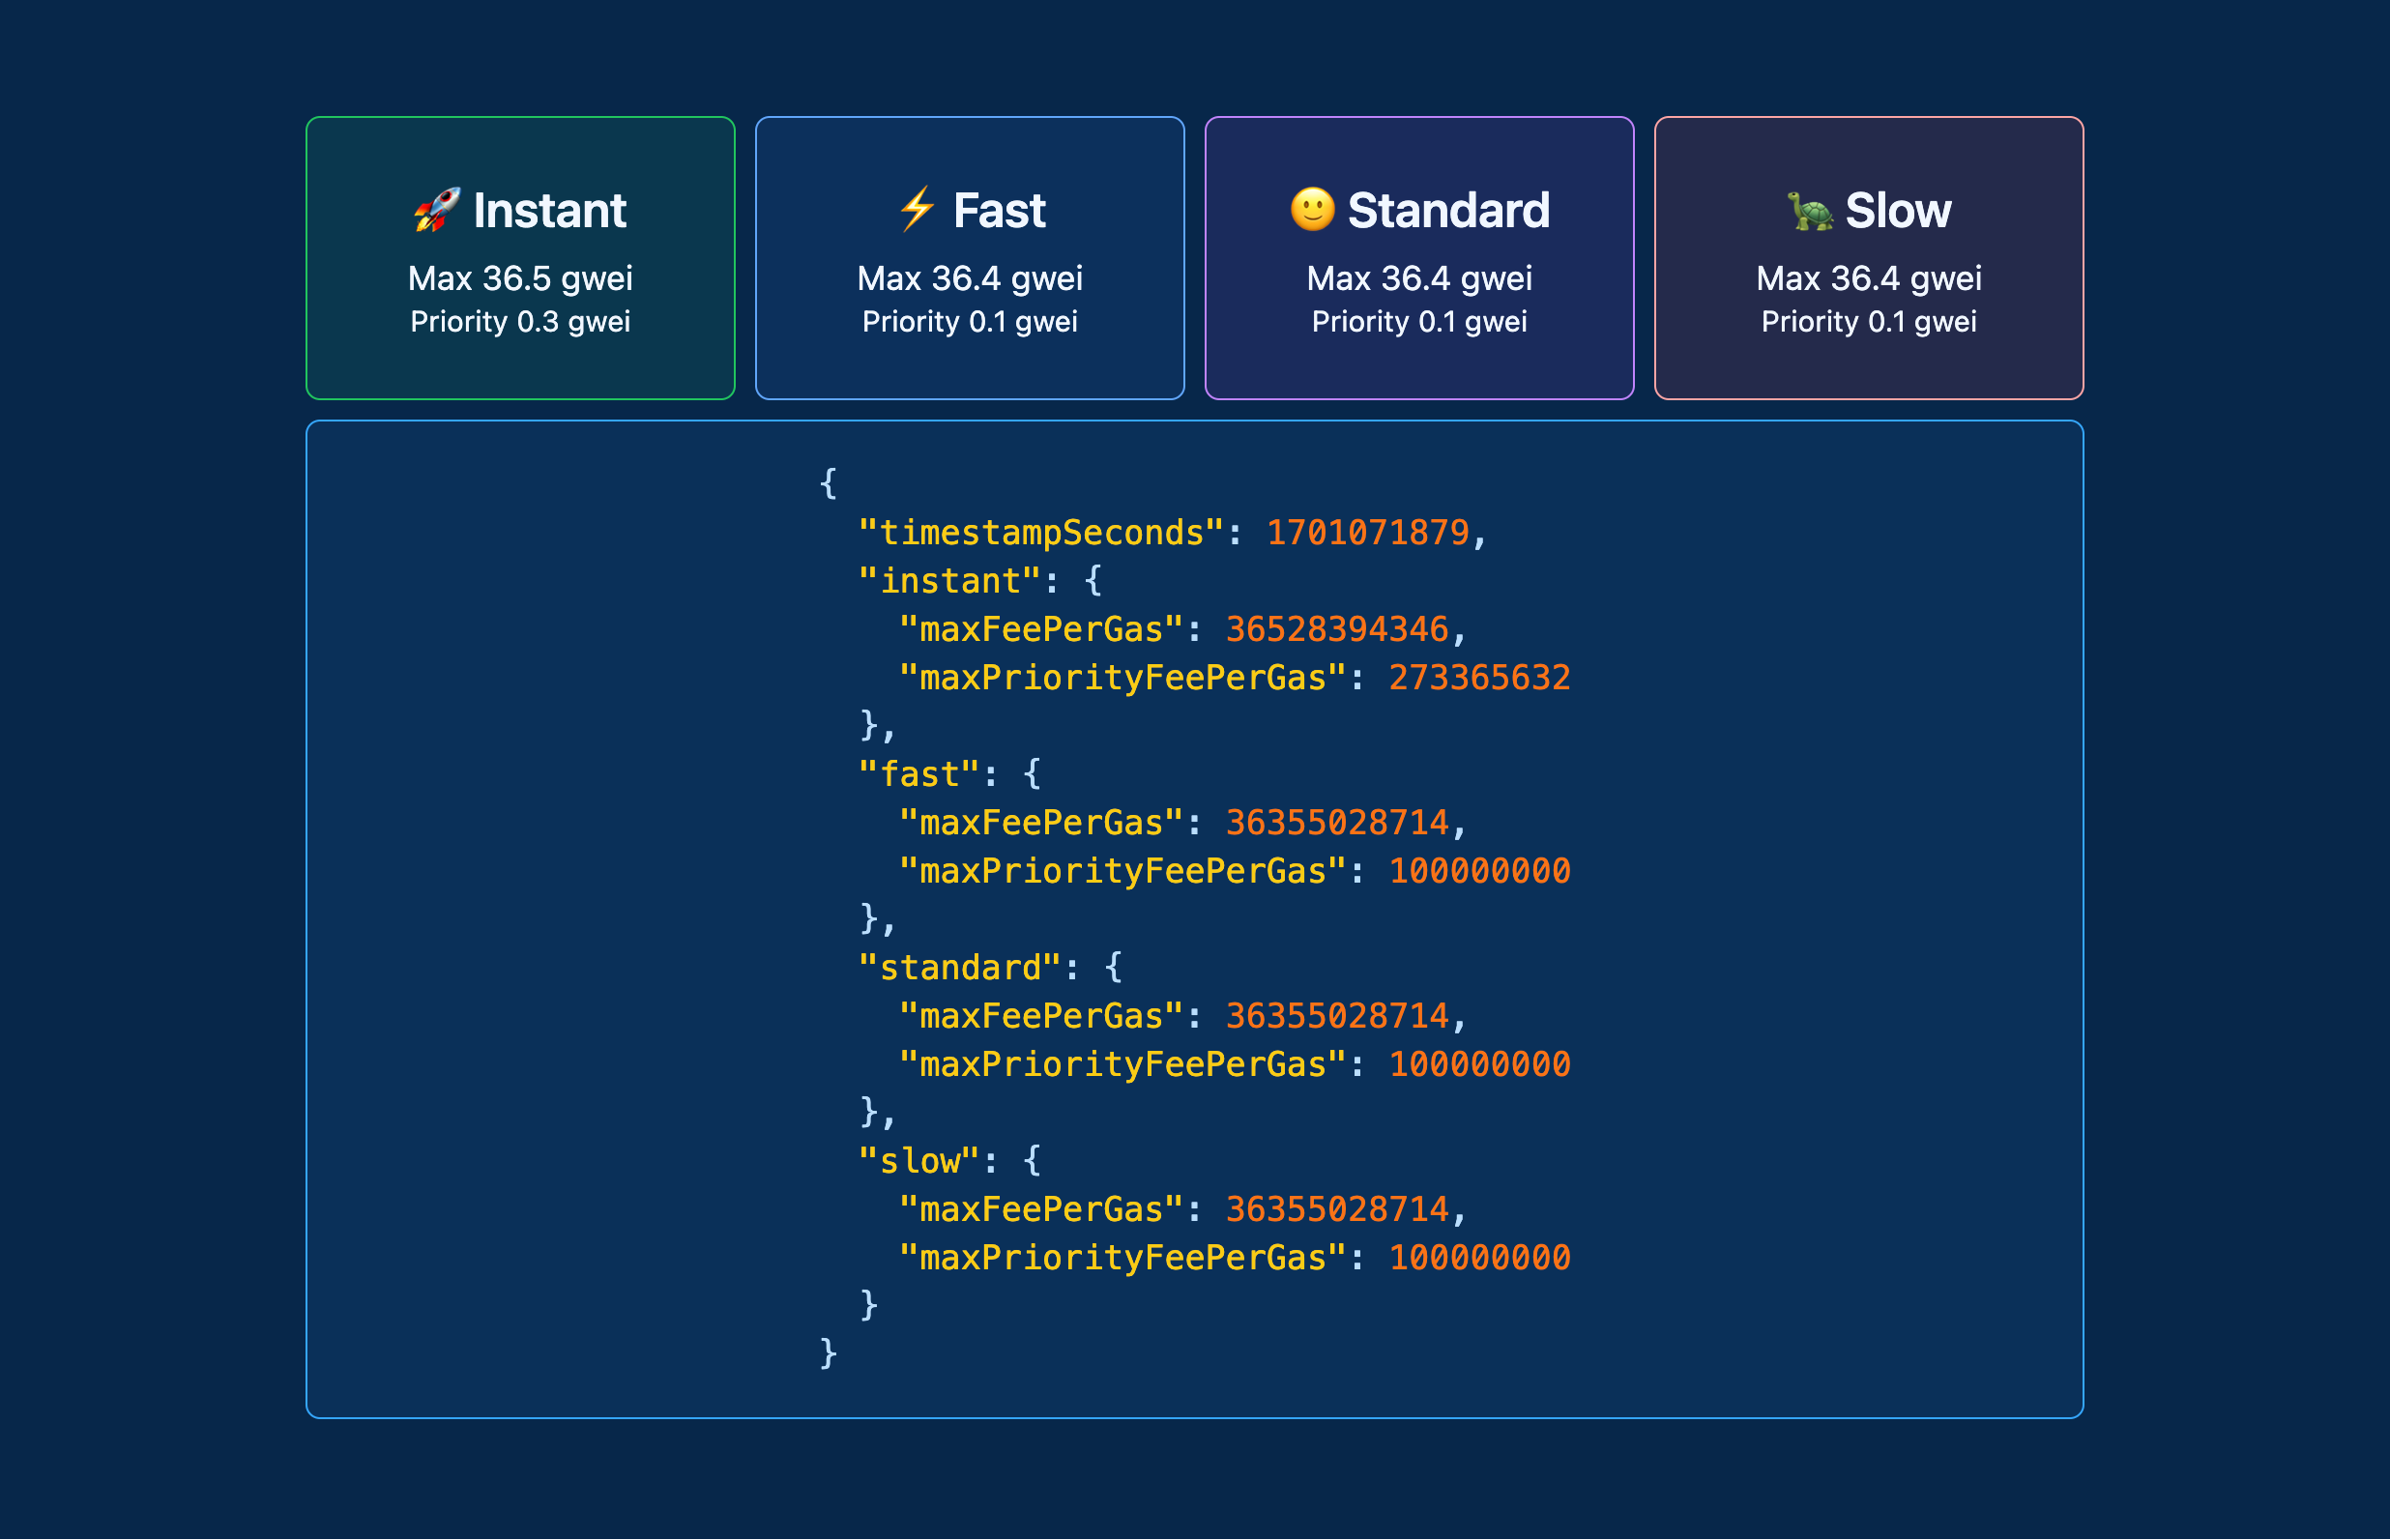 🚀 Instant
Max 36.5 gwei
Priority 0.3 gwei
⚡ Fast
Max 36.4 gwei
Priority 0.1 gwei
🙂 Standard
Max 36.4 gwei
Priority 0.1 gwei
🐢 Slow
Max 36.4 gwei
Priority 0.1 gwei
{
  "timestampSeconds": 1701071879,
  "instant": {
    "maxFeePerGas": 36528394346,
    "maxPriorityFeePerGas": 273365632
  },
  "fast": {
    "maxFeePerGas": 36355028714,
    "maxPriorityFeePerGas": 100000000
  },
  "standard": {
    "maxFeePerGas": 36355028714,
    "maxPriorityFeePerGas": 100000000
  },
  "slow": {
    "maxFeePerGas": 36355028714,
    "maxPriorityFeePerGas": 100000000
  }
}